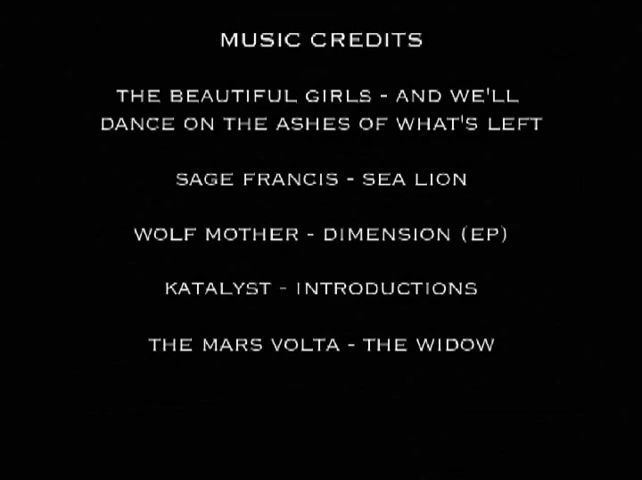 MUSIC CREDITS
THE BEAUTIFUL GIRLS - AND WE'LL
DANCE ON THE ASHES OF WHAT'S LEFT
SAGE FRANCIS - SEA LION
WOLF MOTHER - DIMENSION (EP)
KATALYST - INTRODUCTIONS
THE MARS VOLTA - THE WIDOW